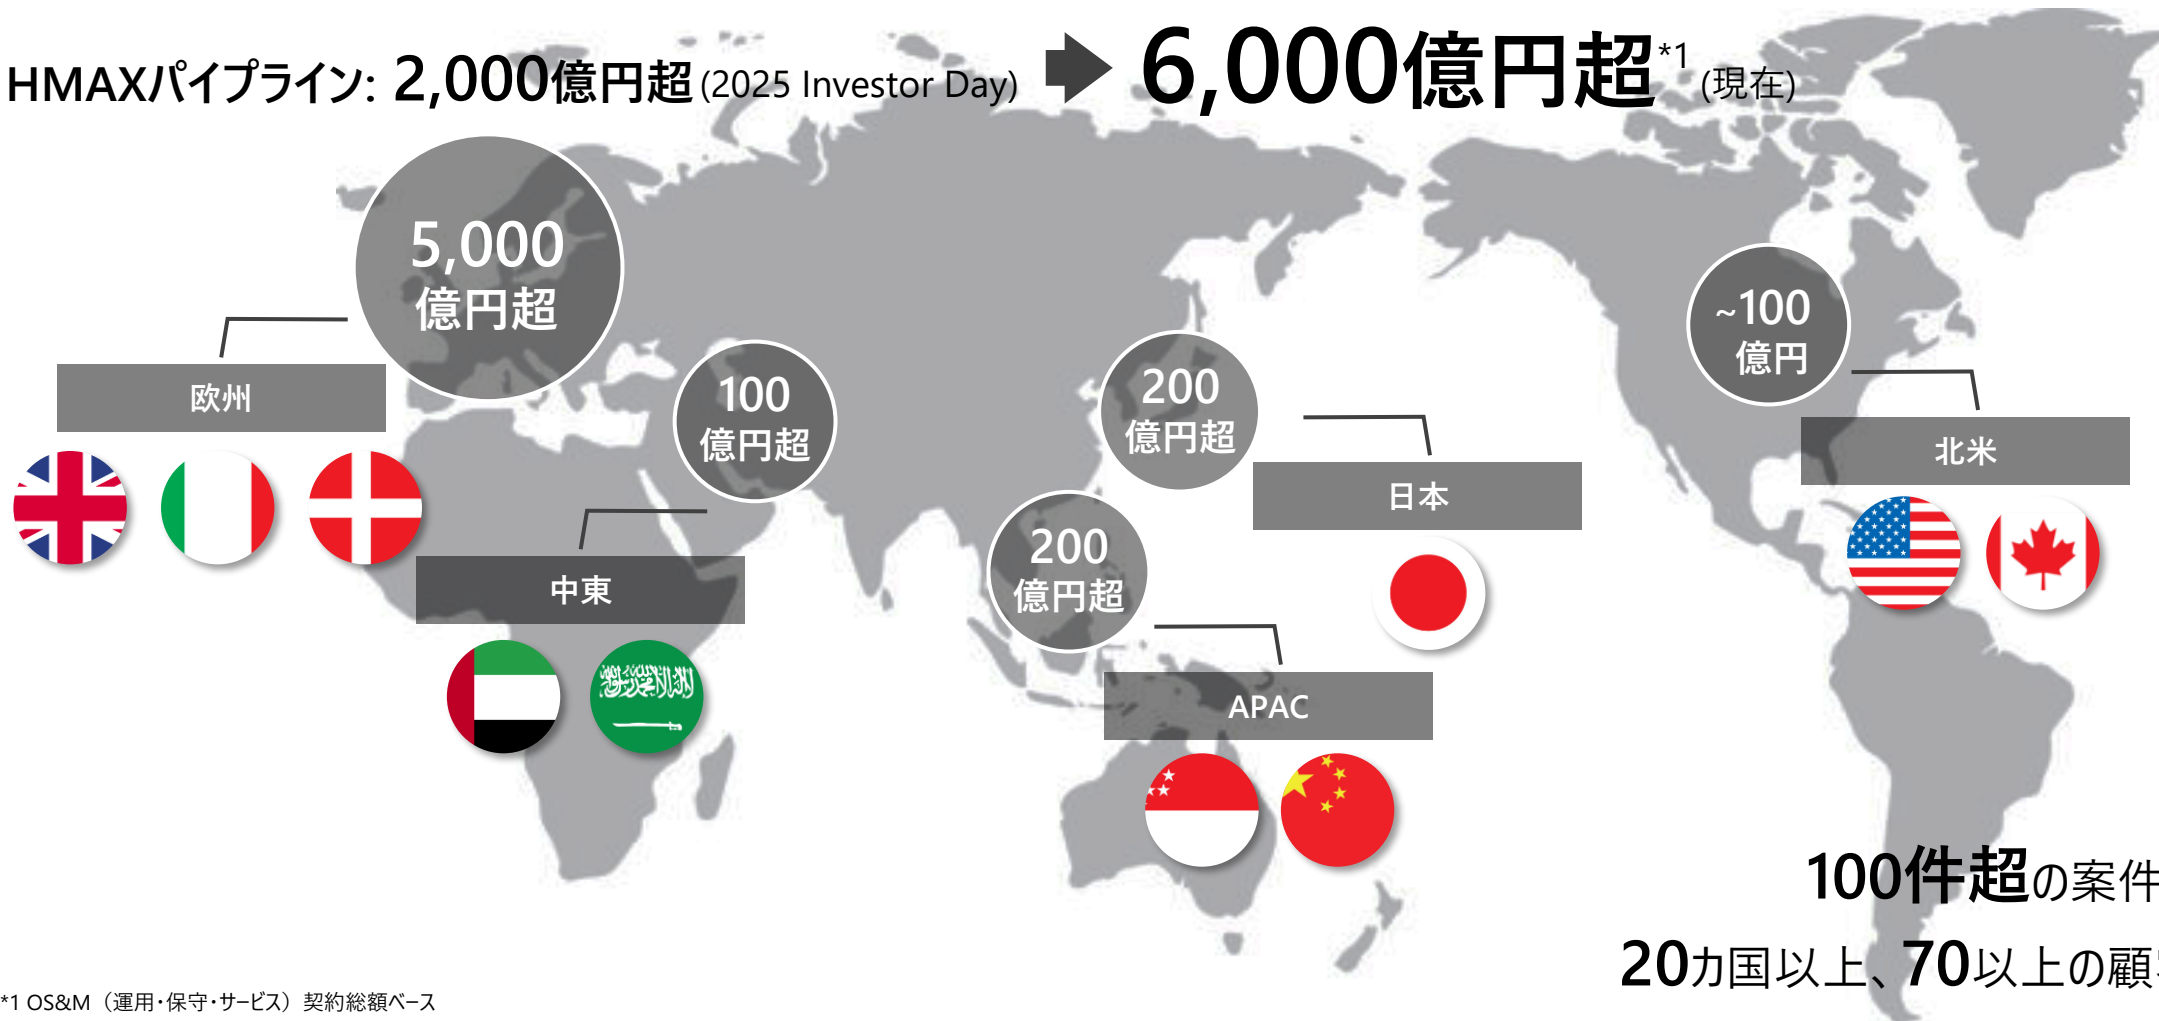 HMAXパイプライン: 2,000億円超 (2025 Investor Day) 6,000億円超*1 (現在)
5,000
億円超
欧州
100
億円超
中東
200
億円超
日本
200
億円超
APAC
~100
億円
北米
100件超の案件
20カ国以上、70以上の顧客
*1 OS&M（運用・保守・サービス）契約総額ベース